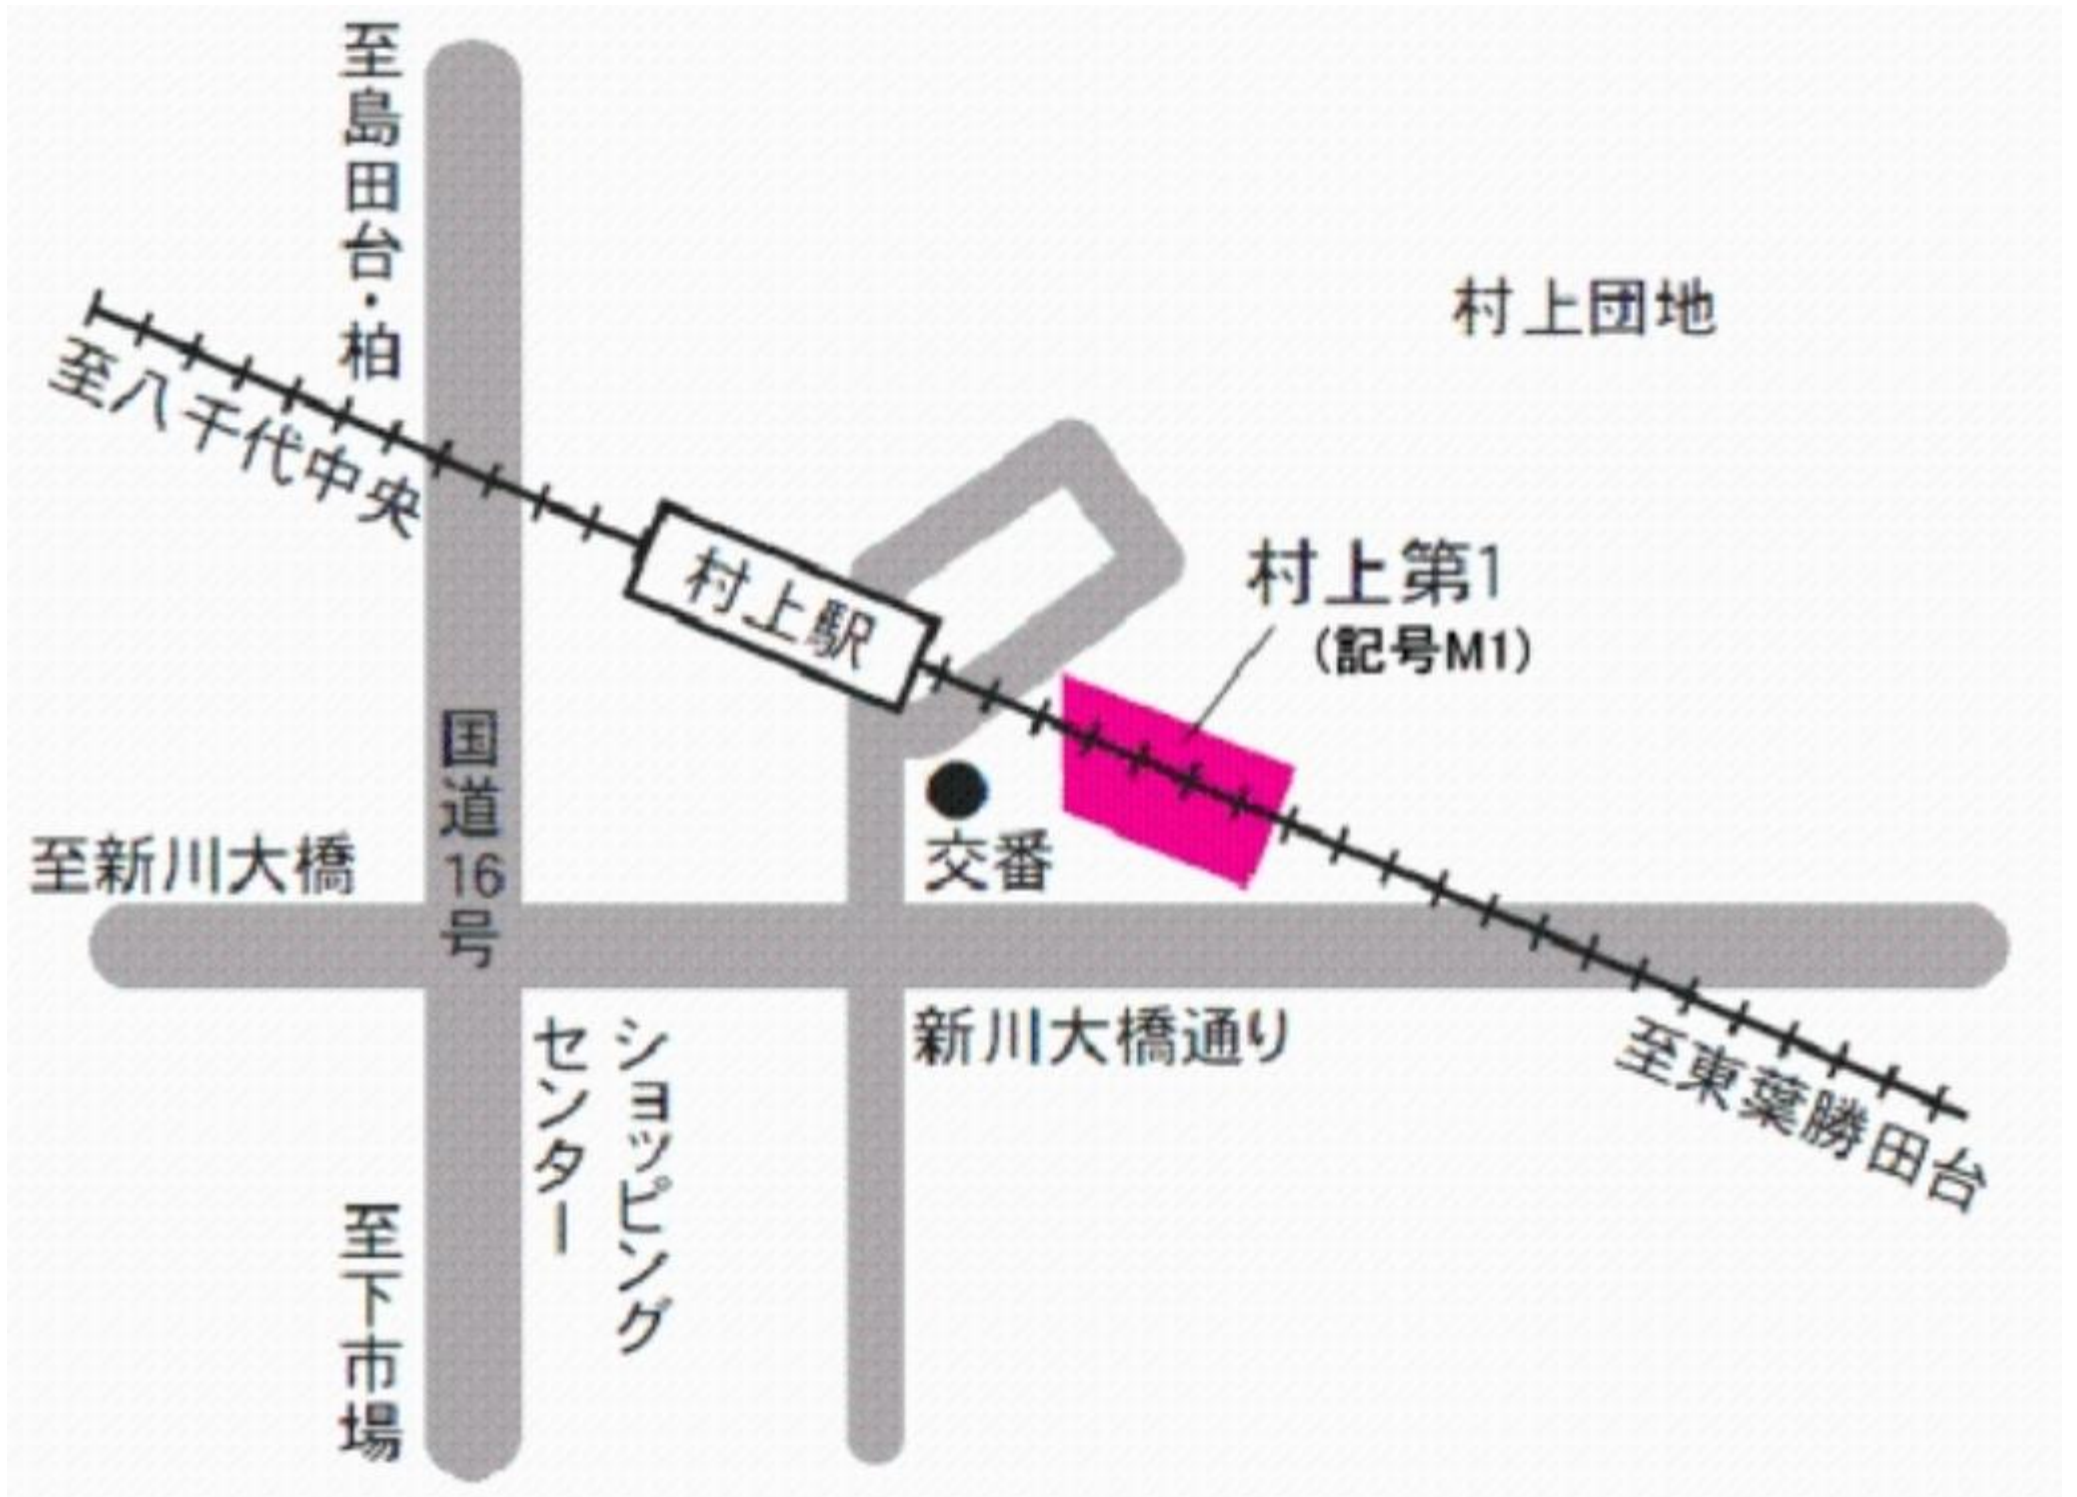 至島田台・柏
至八千代中央
村上団地
村上駅
村上第1
(記号M1)
国道16号
至新川大橋
交番
新川大橋通り
ショッピング
センター
至東葉勝田台
至下市場